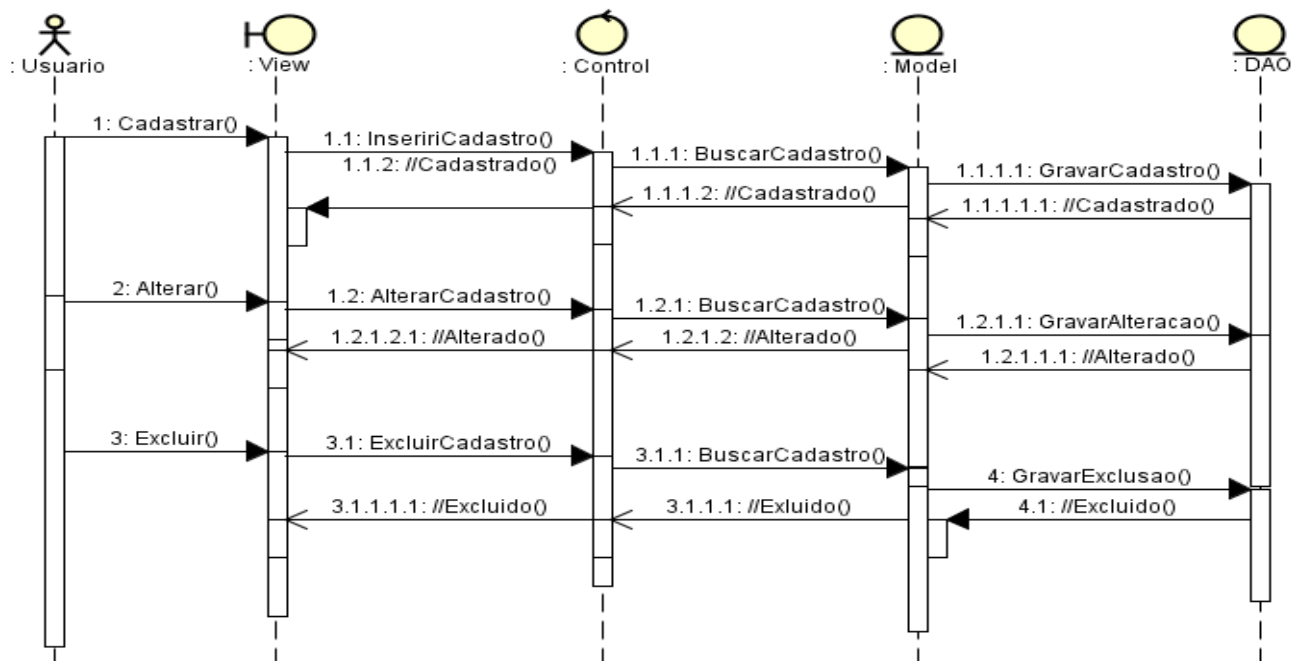 : Usuario
: View
: Control
: Model
: DAO
1: Cadastrar()
1.1: InseririCadastro()
1.1.2: //Cadastrado()
1.1.1: BuscarCadastro()
1.1.1.1: GravarCadastro()
1.1.1.2: //Cadastrado()
1.1.1.1.1: //Cadastrado()
2: Alterar()
1.2: AlterarCadastro()
1.2.1: BuscarCadastro()
1.2.1.1: GravarAlteracao()
1.2.1.2.1: //Alterado()
1.2.1.2: //Alterado()
1.2.1.1.1: //Alterado()
3: Excluir()
3.1: ExcluirCadastro()
3.1.1: BuscarCadastro()
4: GravarExclusao()
3.1.1.1.1: //Excluido()
3.1.1.1: //Exluido()
4.1: //Excluido()